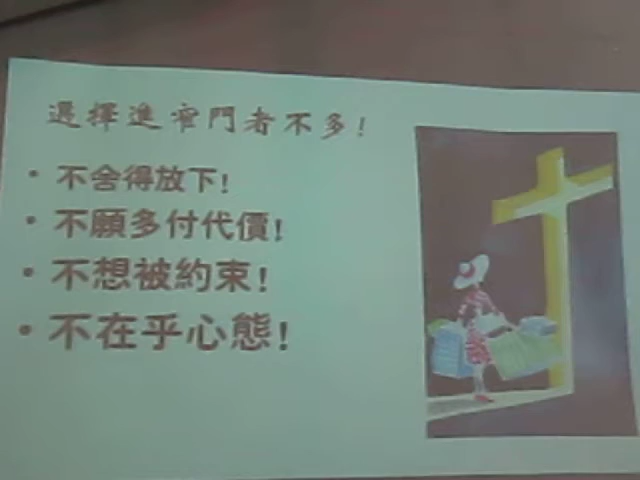 選擇進窄門者不多!
• 不舍得放下!
• 不願多付代價!
• 不想被約束!
• 不在乎心態!